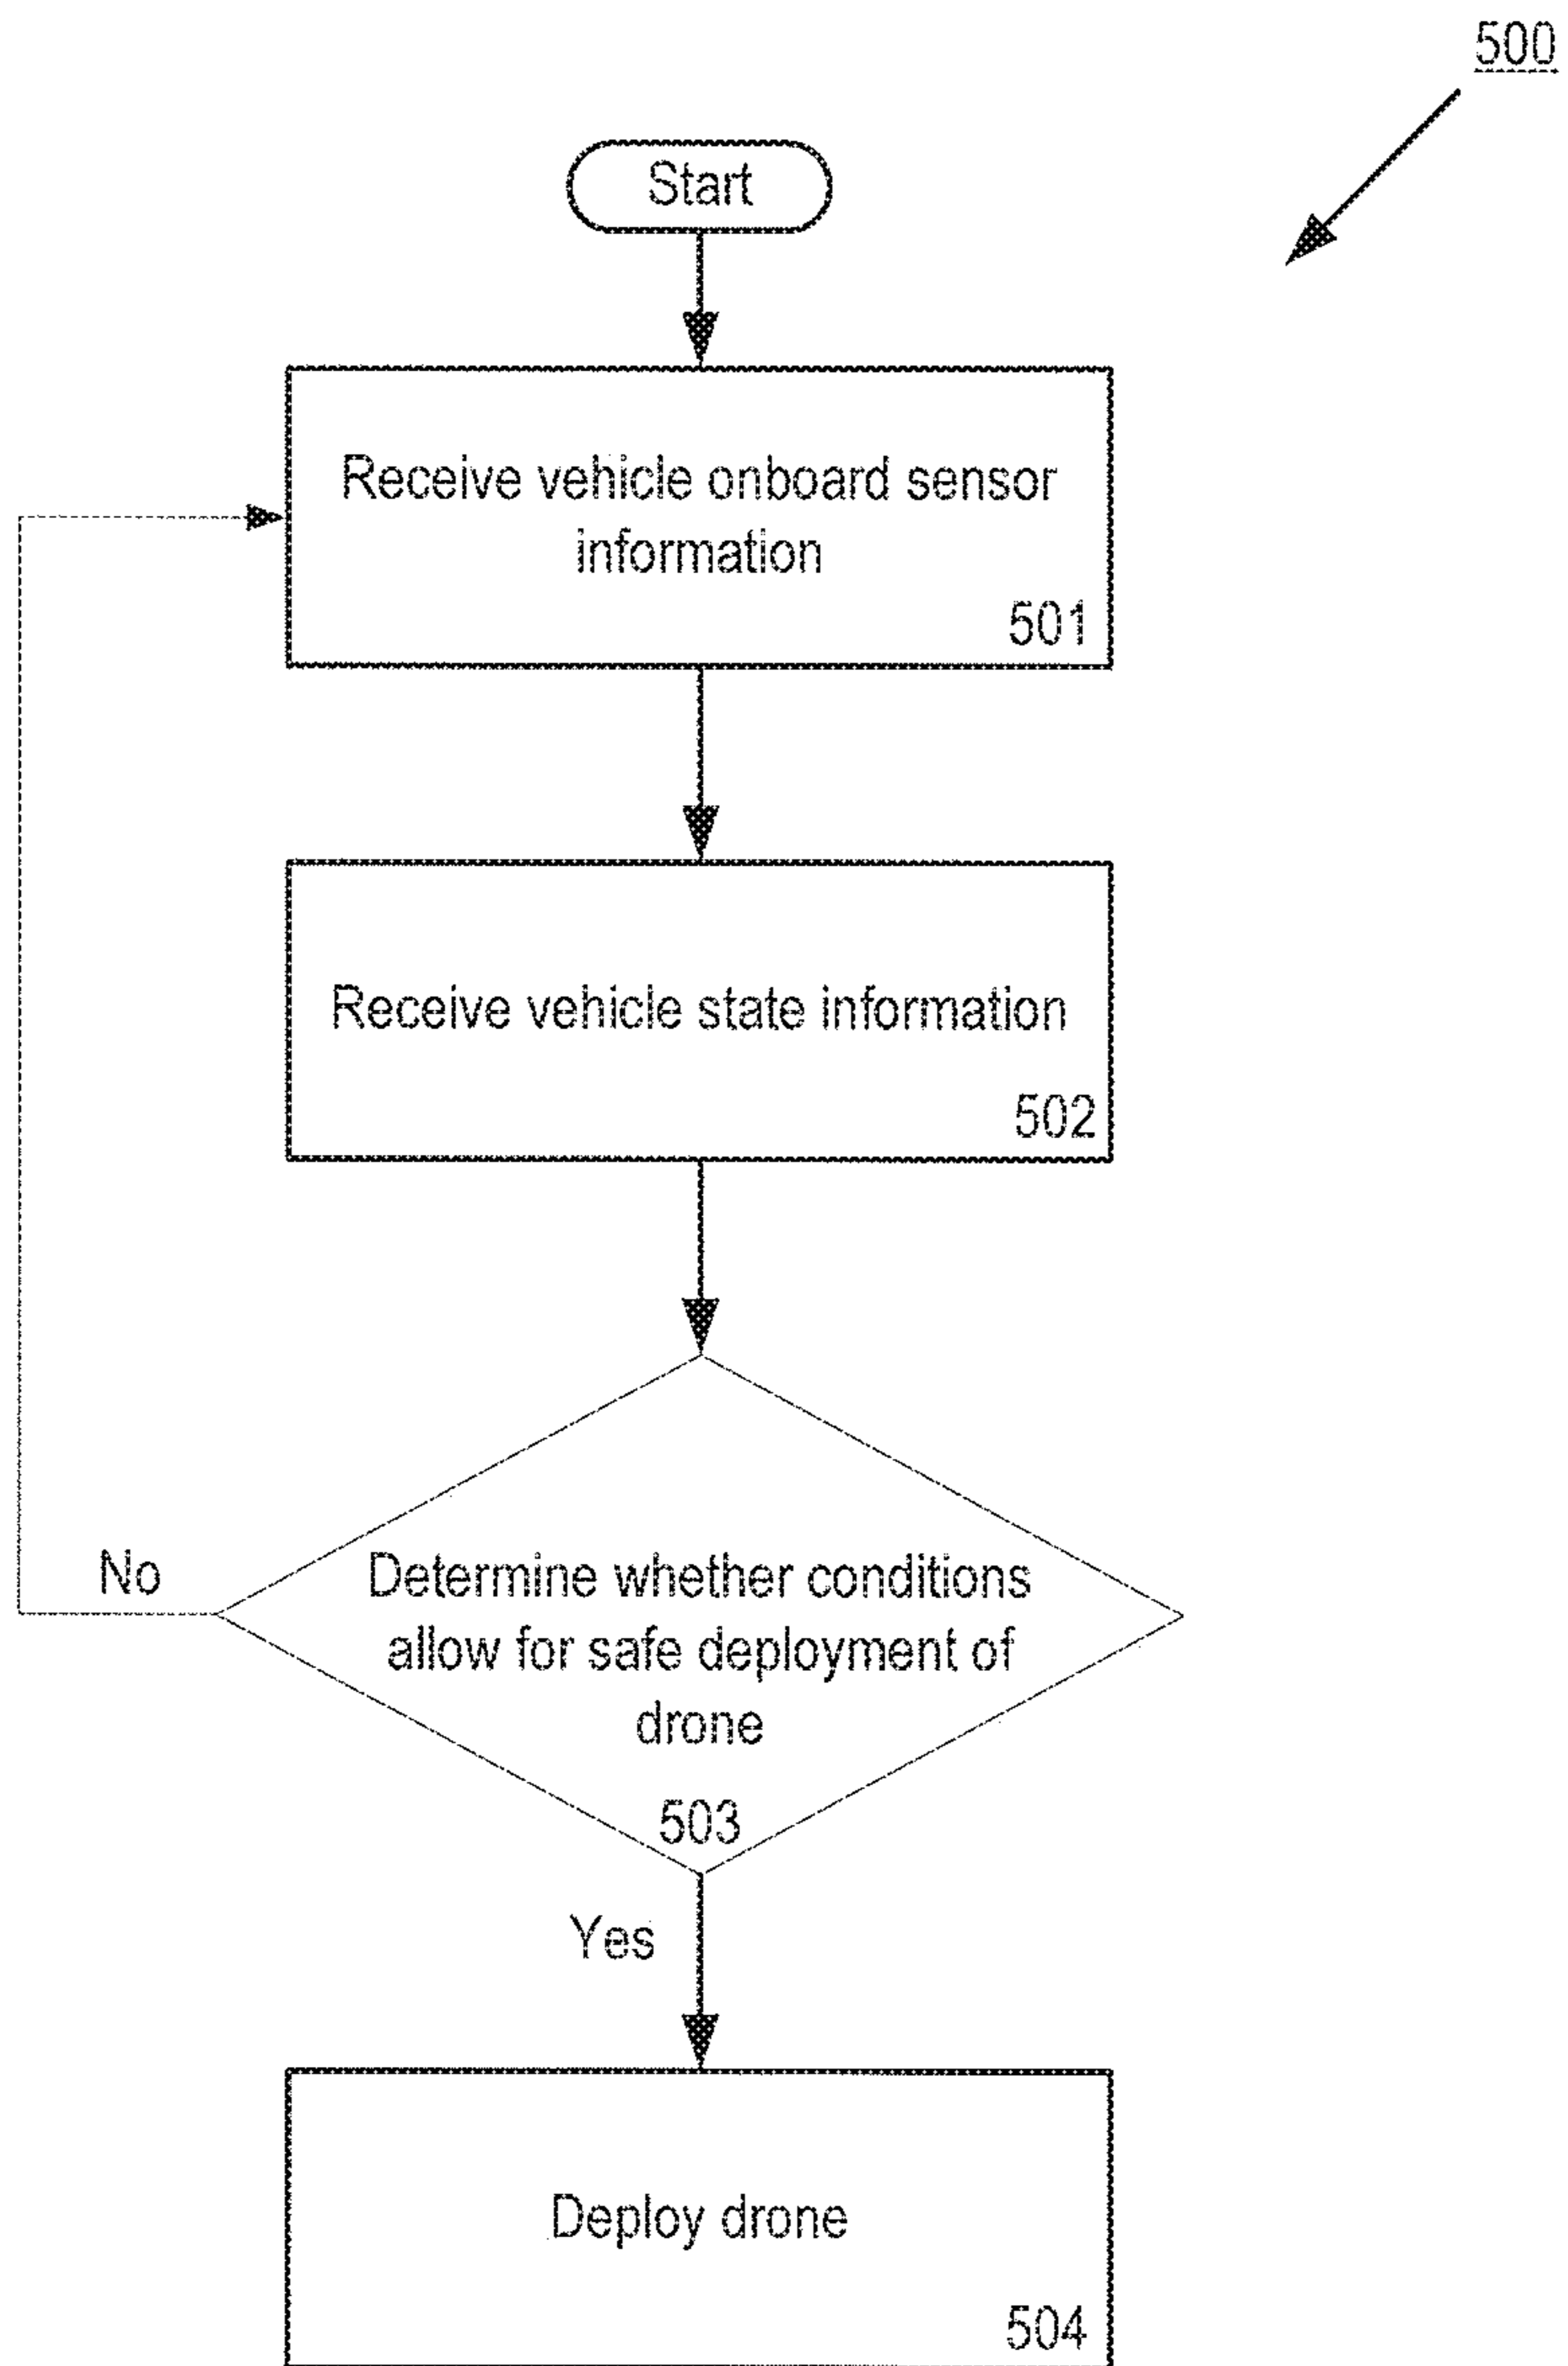 500
Start
Receive vehicle onboard sensor
information
501
Receive vehicle state information
502
Determine whether conditions
allow for safe deployment of
drone
503
No
Yes
Deploy drone
504